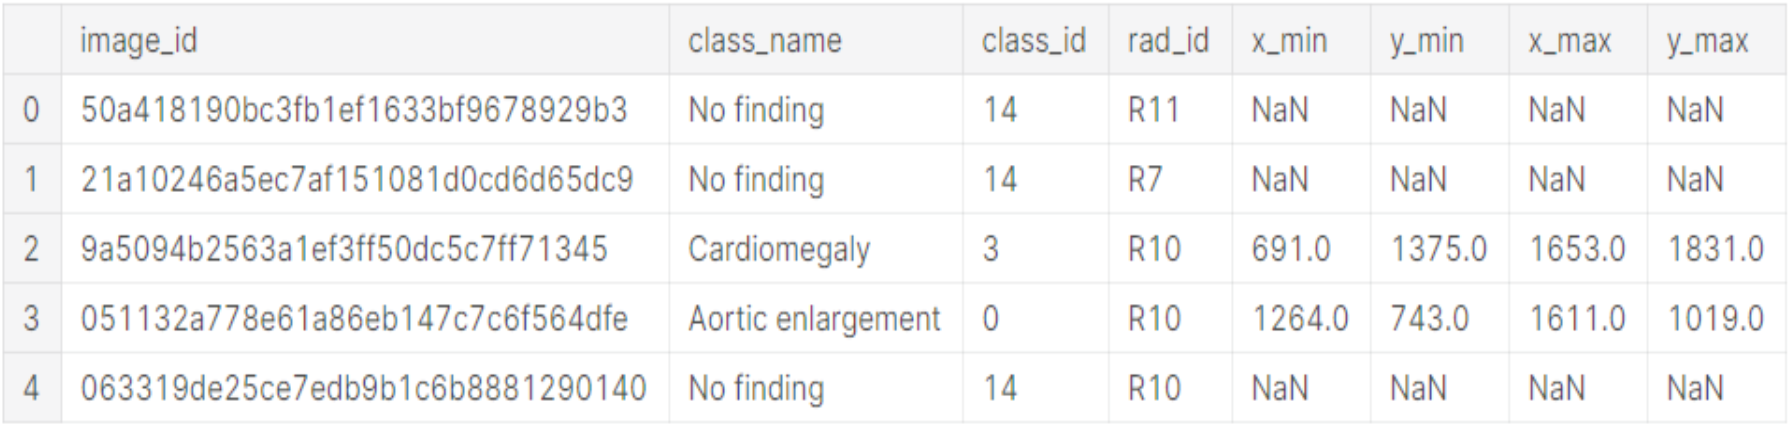 image_id class_name class_id rad_id x_min y_min x_max y_max
0 50a418190bc3fb1ef1633bf9678929b3 No finding 14 R11 NaN NaN NaN NaN
1 21a10246a5ec7af151081d0cd6d65dc9 No finding 14 R7 NaN NaN NaN NaN
2 9a5094b2563a1ef3ff50dc5c7ff71345 Cardiomegaly 3 R10 691.0 1375.0 1653.0 1831.0
3 051132a778e61a86eb147c7c6f564dfe Aortic enlargement 0 R10 1264.0 743.0 1611.0 1019.0
4 063319de25ce7edb9b1c6b8881290140 No finding 14 R10 NaN NaN NaN NaN